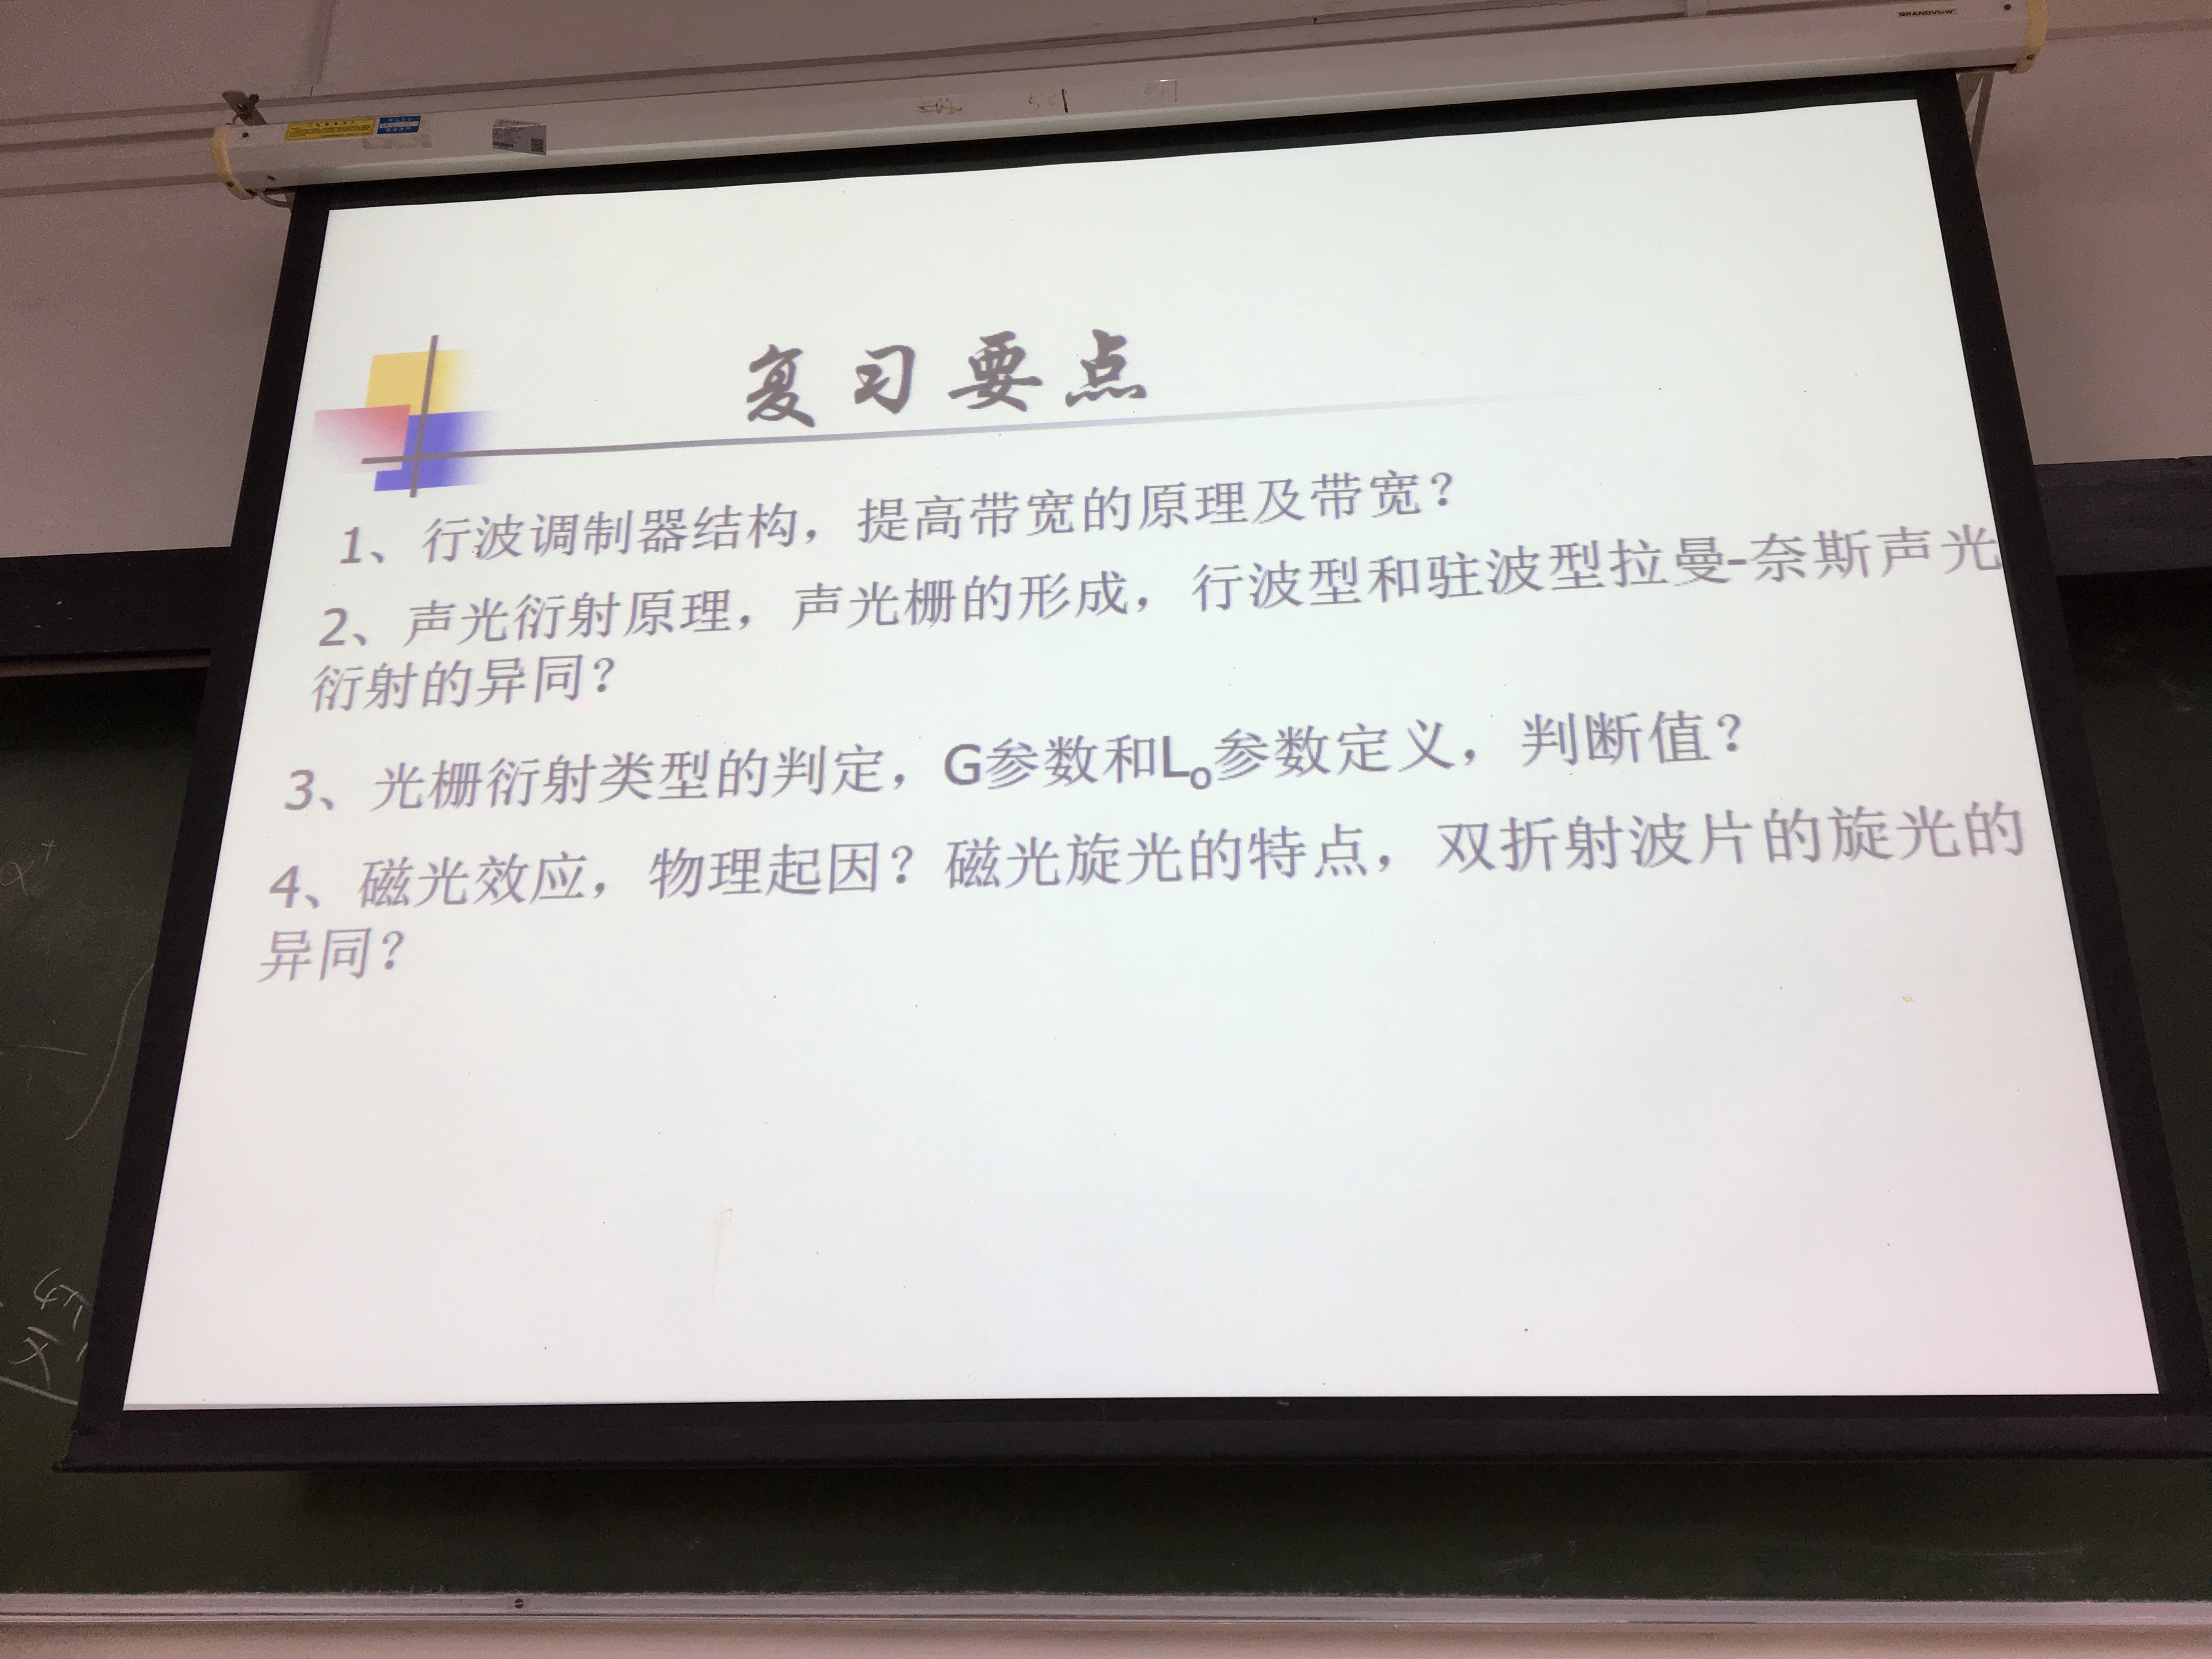 GRANDVIEW
复习要点
1、行波调制器结构，提高带宽的原理及带宽？
2、声光衍射原理，声光栅的形成，行波型和驻波型拉曼-奈斯声光
衍射的异同？
3、光栅衍射类型的判定，G参数和L₀参数定义，判断值？
4、磁光效应，物理起因？磁光旋光的特点，双折射波片的旋光的
异同？